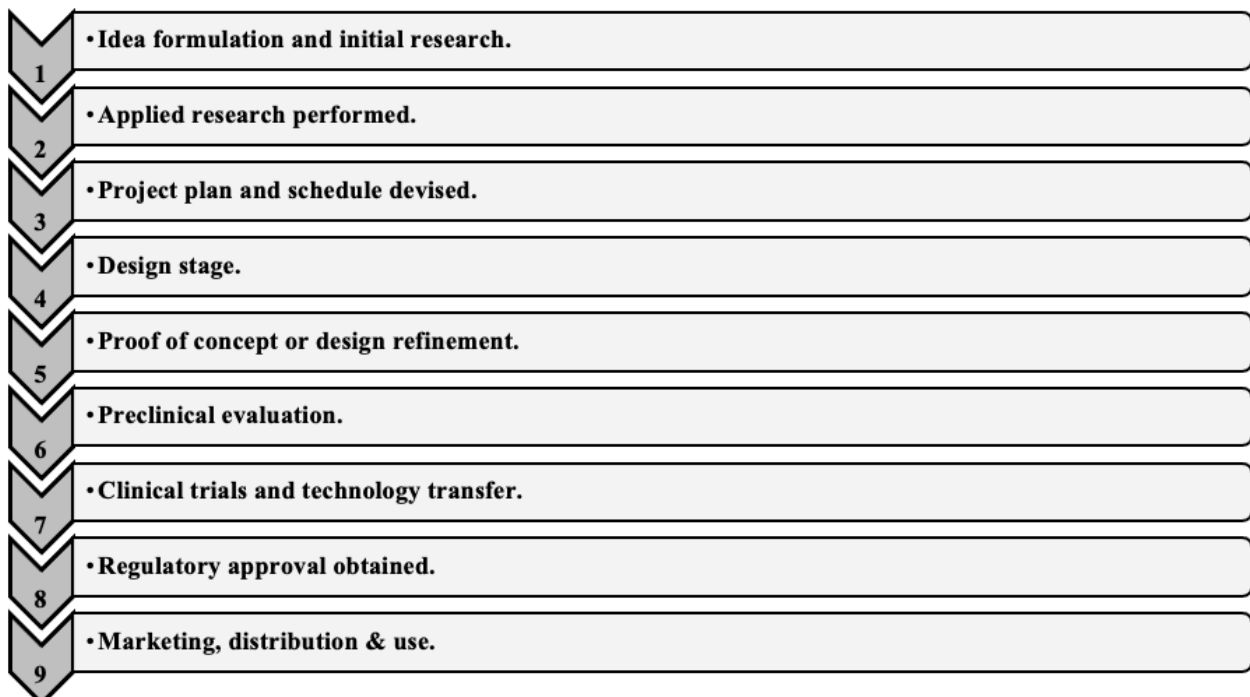 •Idea formulation and initial research.
1
•Applied research performed.
2
•Project plan and schedule devised.
3
•Design stage.
4
•Proof of concept or design refinement.
5
•Preclinical evaluation.
6
•Clinical trials and technology transfer.
7
•Regulatory approval obtained.
8
•Marketing, distribution & use.
9